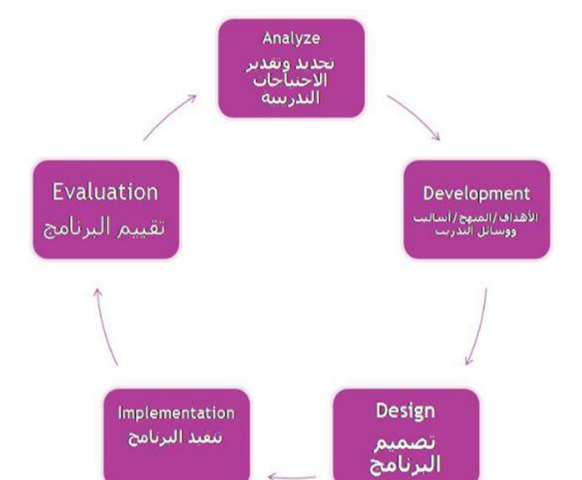 Analyze
تحديد وتقدير
الاحتياجات
التدريبية
Development
الأهداف/المنهج/أساليب
ووسائل التدريب
Design
تصميم
البرنامج
Implementation
تنفيذ البرنامج
Evaluation
تقييم البرنامج